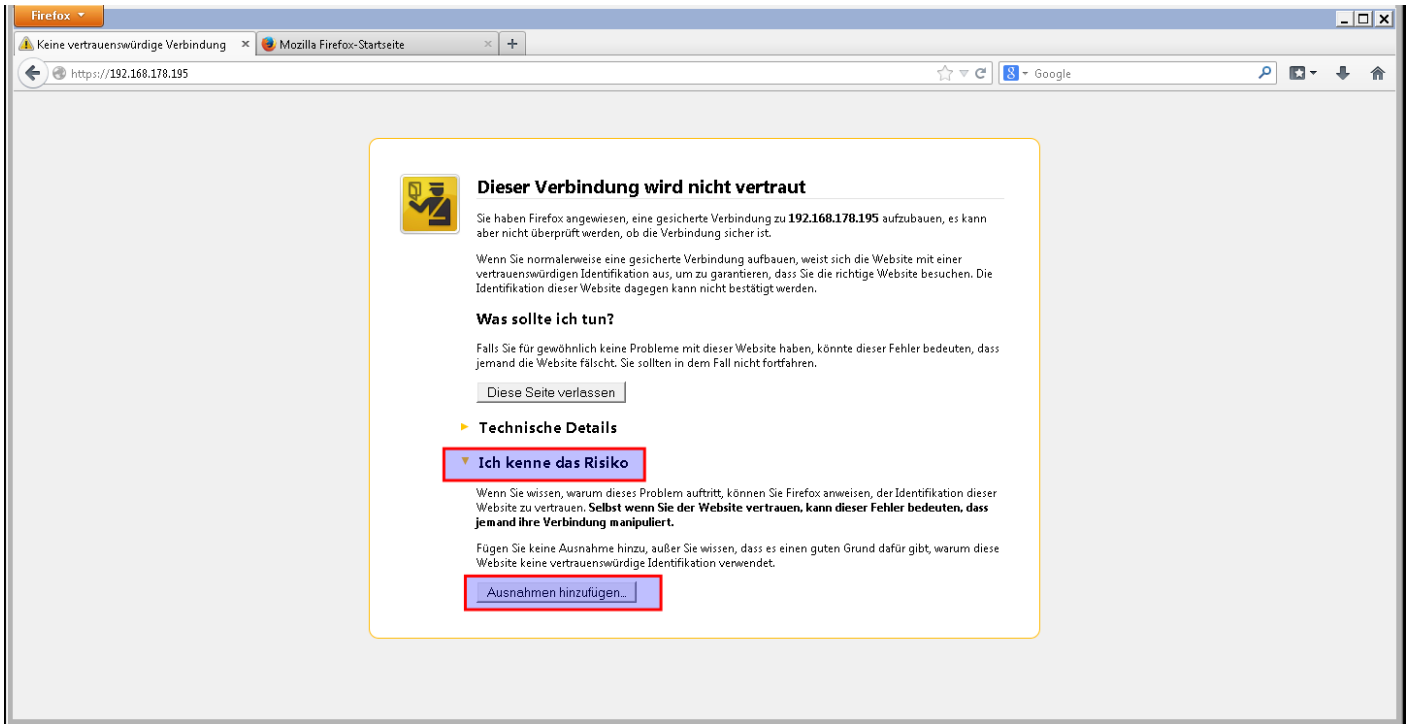 Firefox
Keine vertrauenswürdige Verbindung
Mozilla Firefox-Startseite
https://192.168.178.195
Google
Dieser Verbindung wird nicht vertraut
Sie haben Firefox angewiesen, eine gesicherte Verbindung zu 192.168.178.195 aufzubauen, es kann
aber nicht überprüft werden, ob die Verbindung sicher ist.
Wenn Sie normalerweise eine gesicherte Verbindung aufbauen, weist sich die Website mit einer
vertrauenswürdigen Identifikation aus, um zu garantieren, dass Sie die richtige Website besuchen. Die
Identifikation dieser Website dagegen kann nicht bestätigt werden.
Was sollte ich tun?
Falls Sie für gewöhnlich keine Probleme mit dieser Website haben, könnte dieser Fehler bedeuten, dass
jemand die Website fälscht. Sie sollten in dem Fall nicht fortfahren.
Diese Seite verlassen
Technische Details
Ich kenne das Risiko
Wenn Sie wissen, warum dieses Problem auftritt, können Sie Firefox anweisen, der Identifikation dieser
Website zu vertrauen. Selbst wenn Sie der Website vertrauen, kann dieser Fehler bedeuten, dass
jemand ihre Verbindung manipuliert.
Fügen Sie keine Ausnahme hinzu, außer Sie wissen, dass es einen guten Grund dafür gibt, warum diese
Website keine vertrauenswürdige Identifikation verwendet.
Ausnahmen hinzufügen...